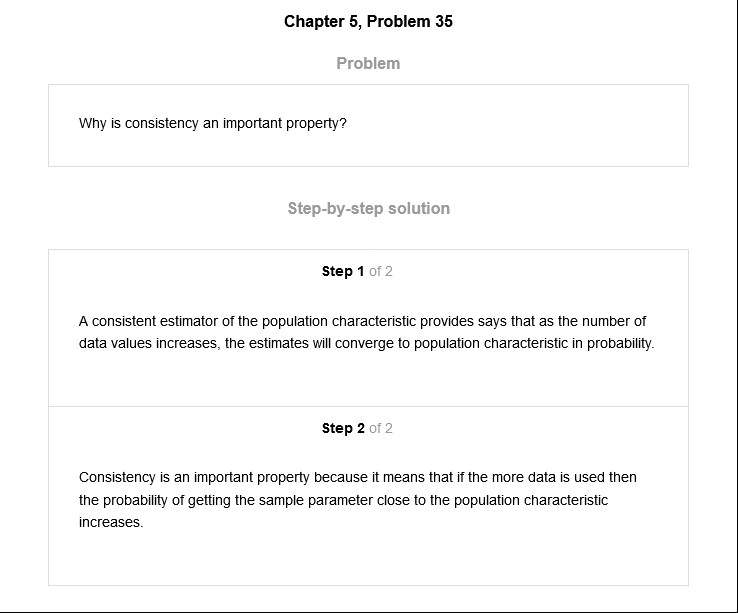 Chapter 5, Problem 35
Problem
Why is consistency an important property?
Step-by-step solution
Step 1 of 2
A consistent estimator of the population characteristic provides says that as the number of
data values increases, the estimates will converge to population characteristic in probability.
Step 2 of 2
Consistency is an important property because it means that if the more data is used then
the probability of getting the sample parameter close to the population characteristic
increases.